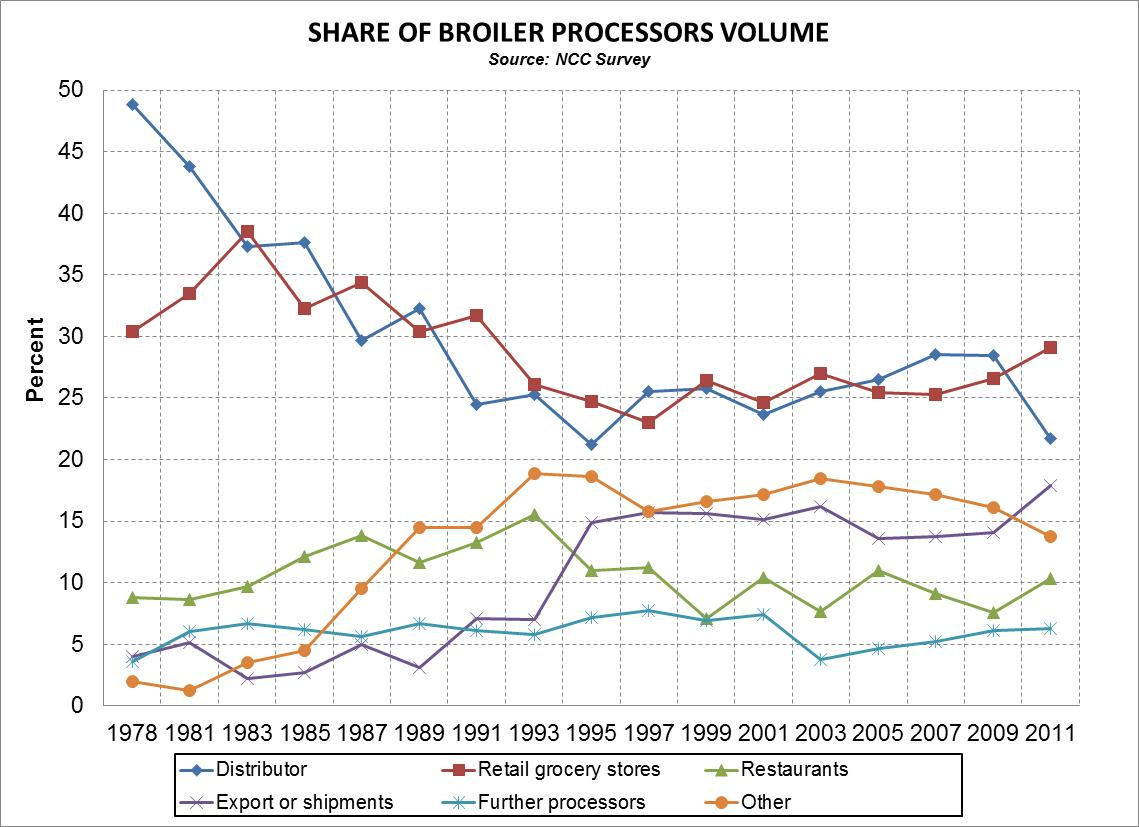 SHARE OF BROILER PROCESSORS VOLUME
Source: NCC Survey
Percent
50
45
40
35
30
25
20
15
10
5
0
1978 1981 1983 1985 1987 1989 1991 1993 1995 1997 1999 2001 2003 2005 2007 2009 2011
Distributor Retail grocery stores Restaurants
Export or shipments Further processors Other